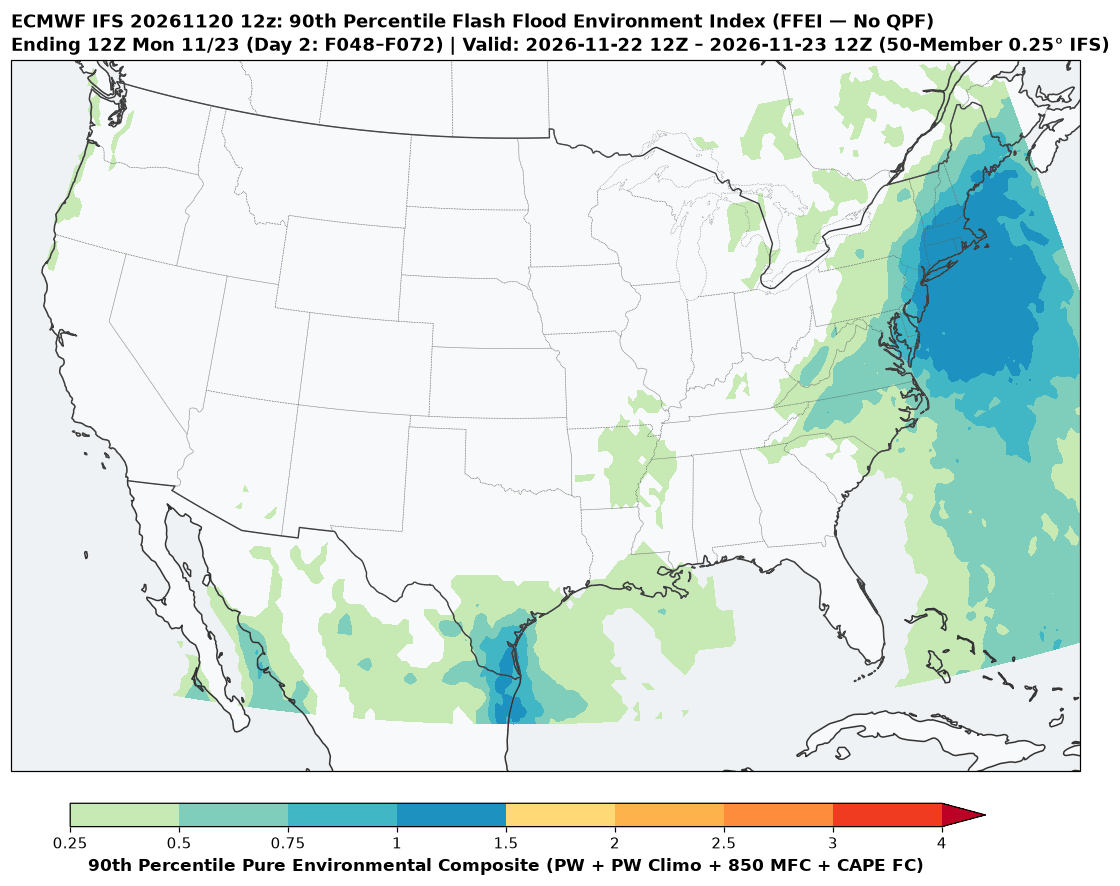 ECMWF IFS 20261120 12z: 90th Percentile Flash Flood Environment Index (FFEI — No QPF)
Ending 12Z Mon 11/23 (Day 2: F048–F072) | Valid: 2026-11-22 12Z – 2026-11-23 12Z (50-Member 0.25° IFS)
0.25 0.5 0.75 1 1.5 2 2.5 3 4
90th Percentile Pure Environmental Composite (PW + PW Climo + 850 MFC + CAPE FC)